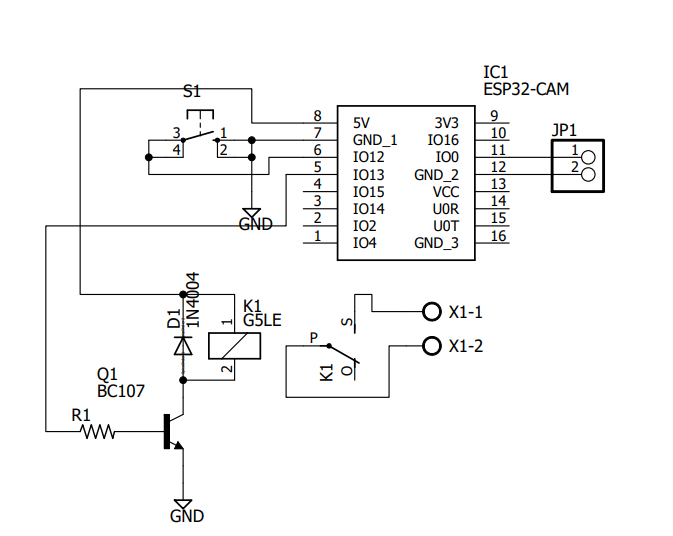 IC1
ESP32-CAM
S1
3 1
4 2
8 5V 3V3 9
7 GND_1 IO16 10
6 IO12 IO0 11
5 IO13 GND_2 12
4 IO15 VCC 13
3 IO14 U0R 14
2 IO2 U0T 15
1 IO4 GND_3 16
JP1
1
2
GND
D1
1N4004
K1
G5LE
1
2
P
S
O
K1
X1-1
X1-2
Q1
BC107
R1
GND